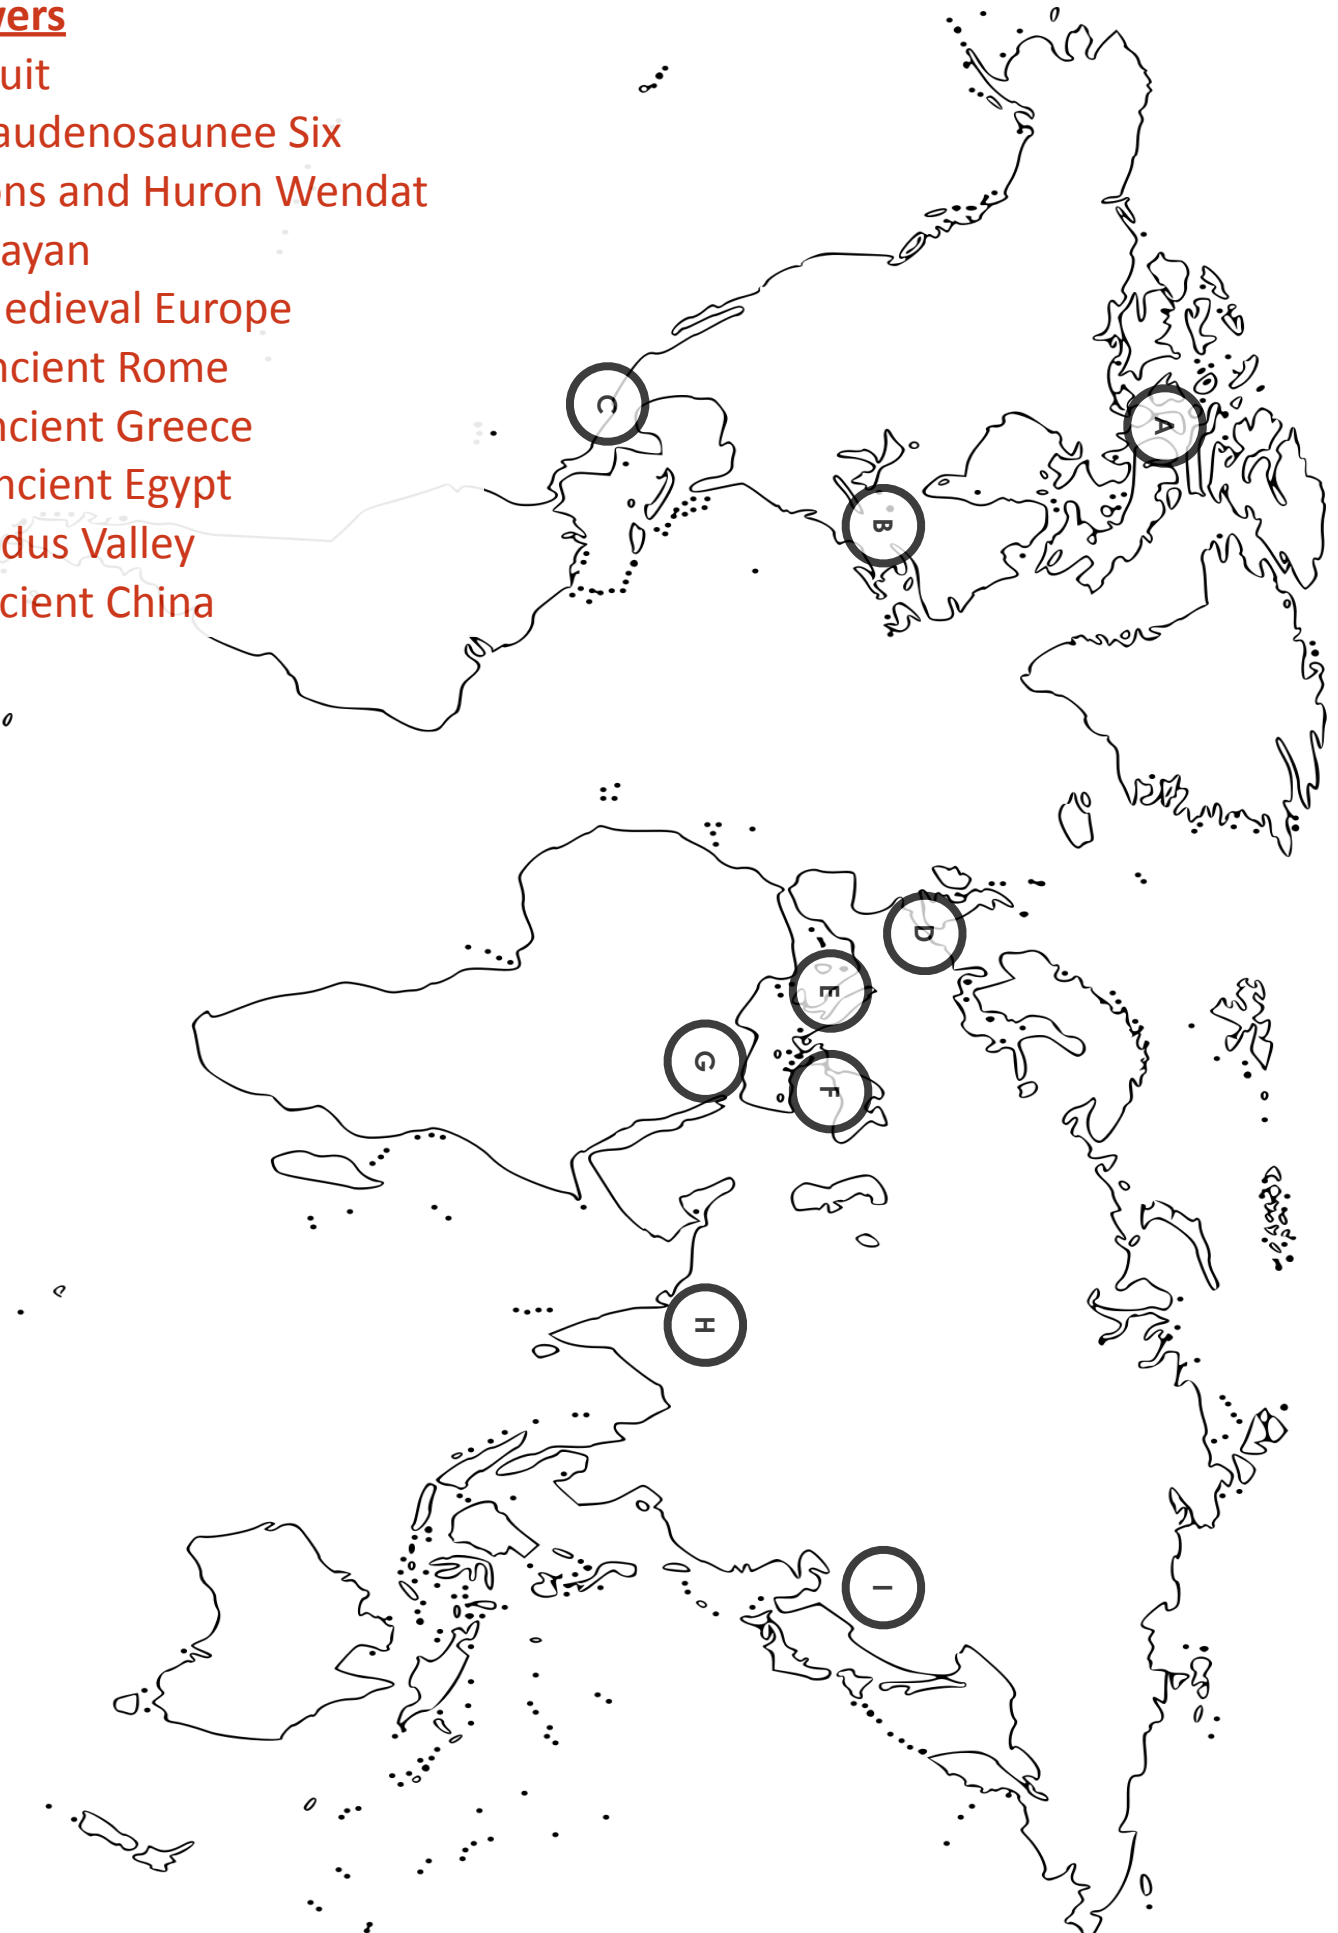 vers
uit
audenosaunee Six
ons and Huron Wendat
ayan
edieval Europe
ncient Rome
ncient Greece
ncient Egypt
dus Valley
cient China
A
B
C
D
E
F
G
H
I